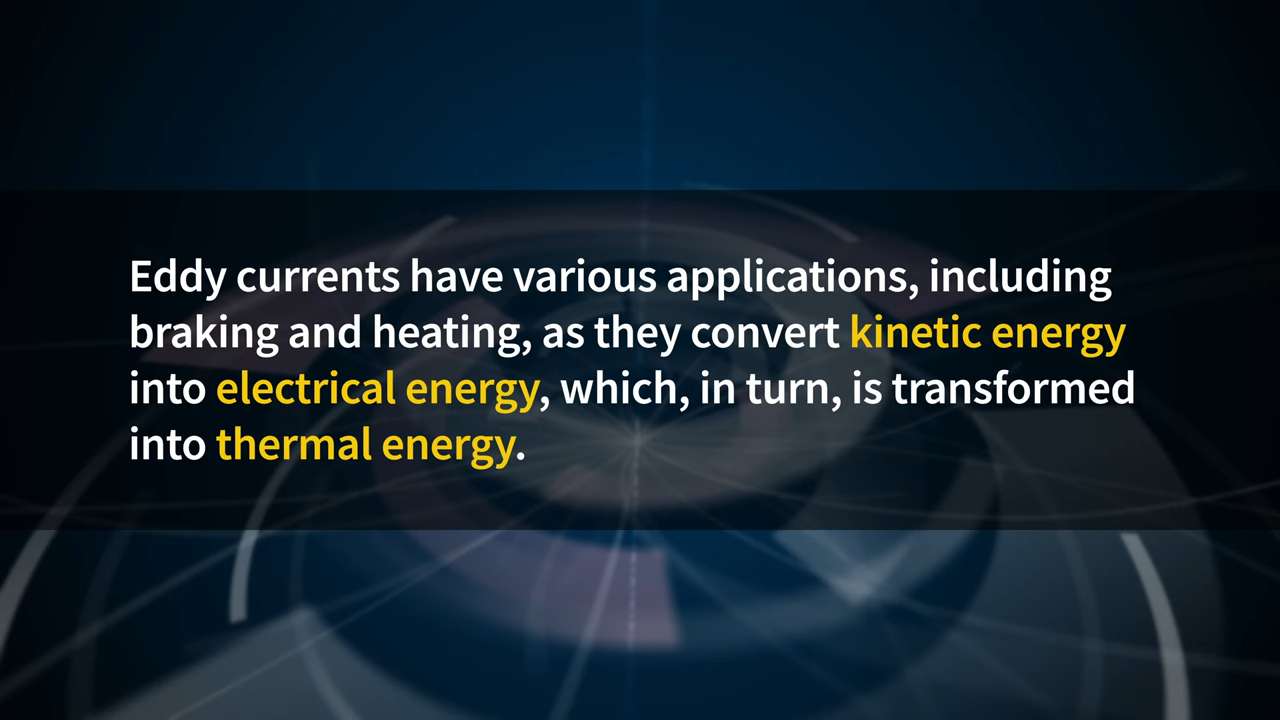 Eddy currents have various applications, including
braking and heating, as they convert kinetic energy
into electrical energy, which, in turn, is transformed
into thermal energy.